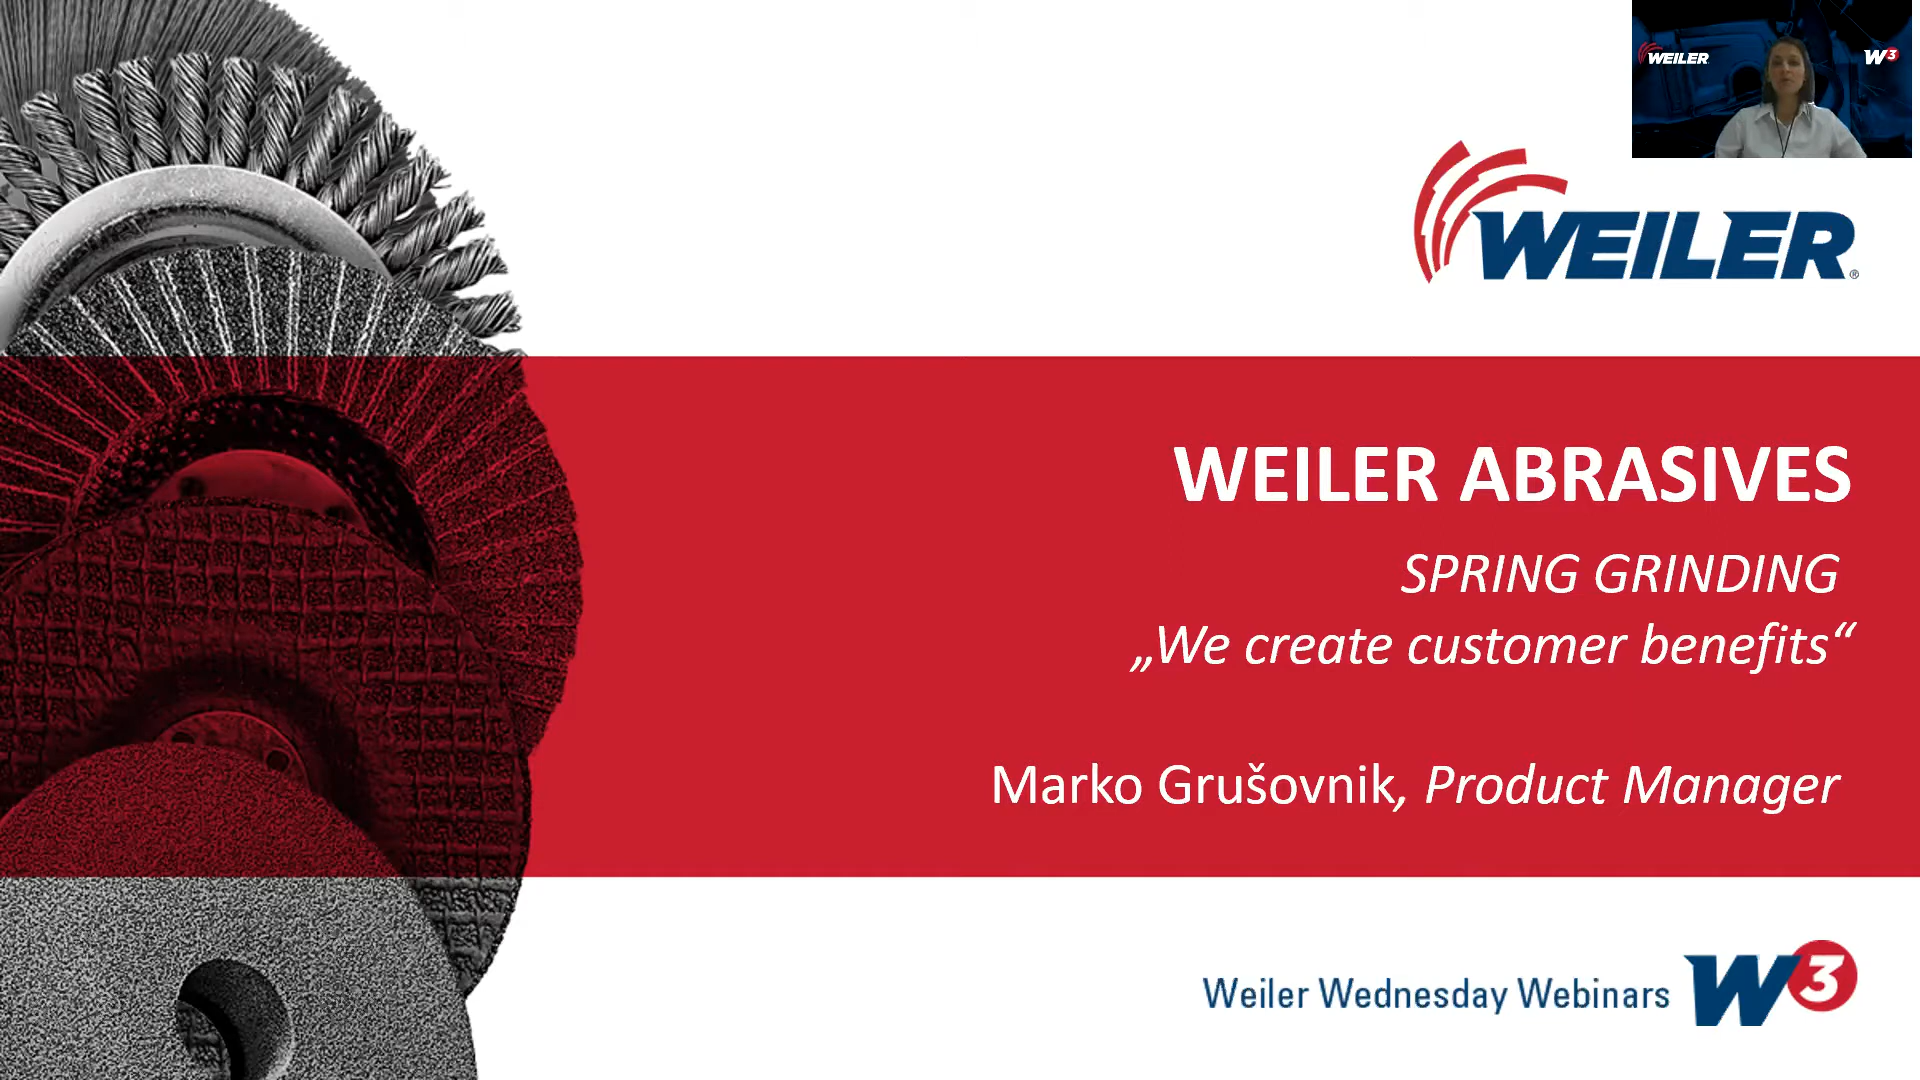 WEILER
W3
WEILER®
WEILER ABRASIVES
SPRING GRINDING
„We create customer benefits“
Marko Grušovnik, Product Manager
Weiler Wednesday Webinars W3